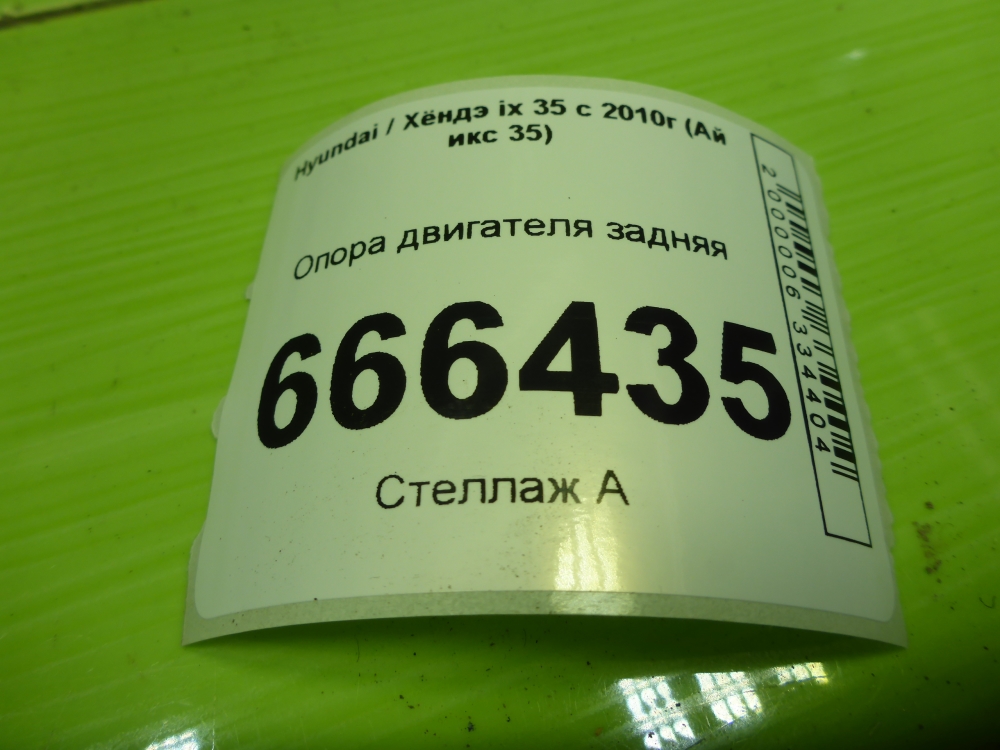 Hyundai / Хёндэ ix 35 с 2010г (Ай
икс 35)
Опора двигателя задняя
666435
Стеллаж А
2000006334404